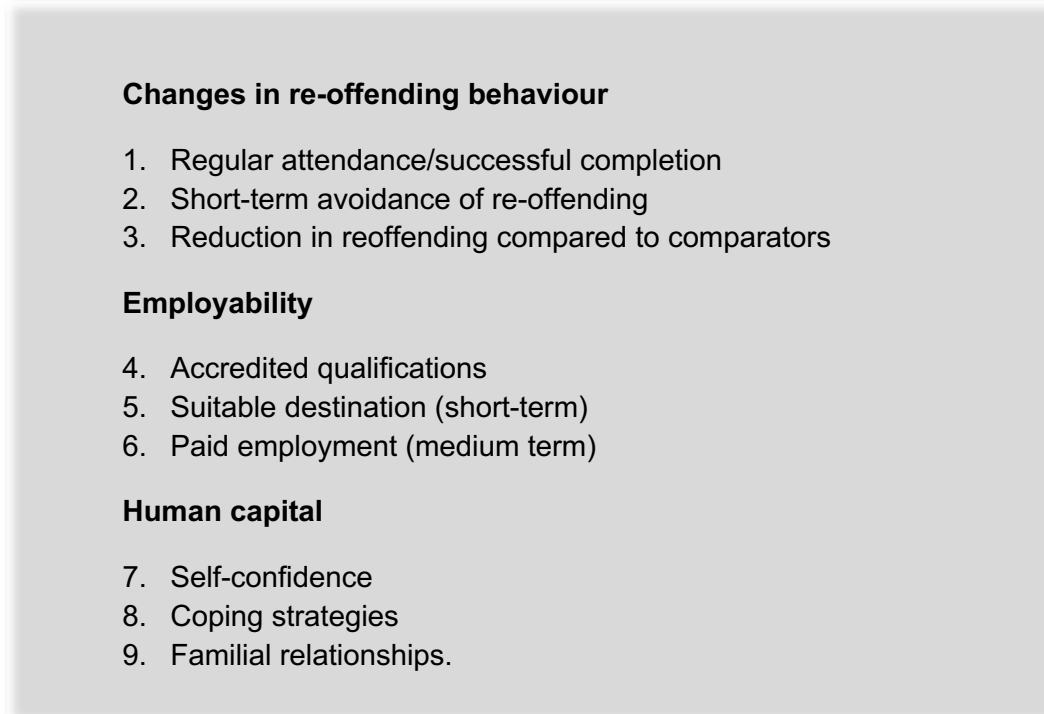 Changes in re-offending behaviour
1. Regular attendance/successful completion
2. Short-term avoidance of re-offending
3. Reduction in reoffending compared to comparators
Employability
4. Accredited qualifications
5. Suitable destination (short-term)
6. Paid employment (medium term)
Human capital
7. Self-confidence
8. Coping strategies
9. Familial relationships.